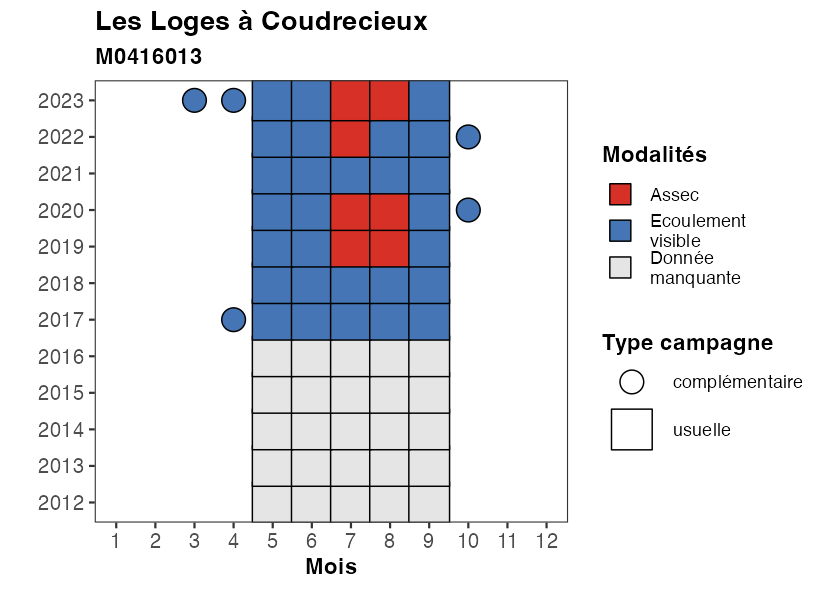 Les Loges à Coudrecieux
M0416013
2023
2022
2021
2020
2019
2018
2017
2016
2015
2014
2013
2012
1 2 3 4 5 6 7 8 9 10 11 12
Mois
Modalités
Assec
Ecoulement
visible
Donnée
manquante
Type campagne
complémentaire
usuelle